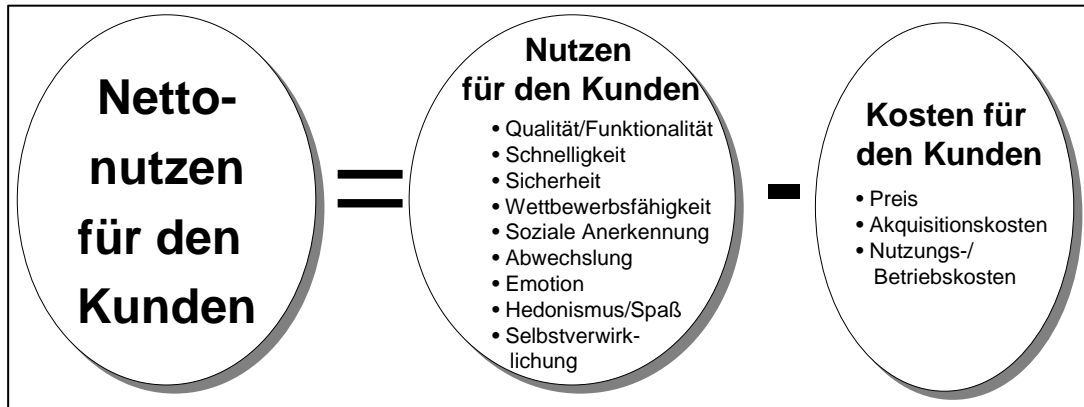 Netto-
nutzen
für den
Kunden
=
Nutzen
für den Kunden
• Qualität/Funktionalität
• Schnelligkeit
• Sicherheit
• Wettbewerbsfähigkeit
• Soziale Anerkennung
• Abwechslung
• Emotion
• Hedonismus/Spaß
• Selbstverwirk-
lichung
-
Kosten für
den Kunden
• Preis
• Akquisitionskosten
• Nutzungs-/
Betriebskosten